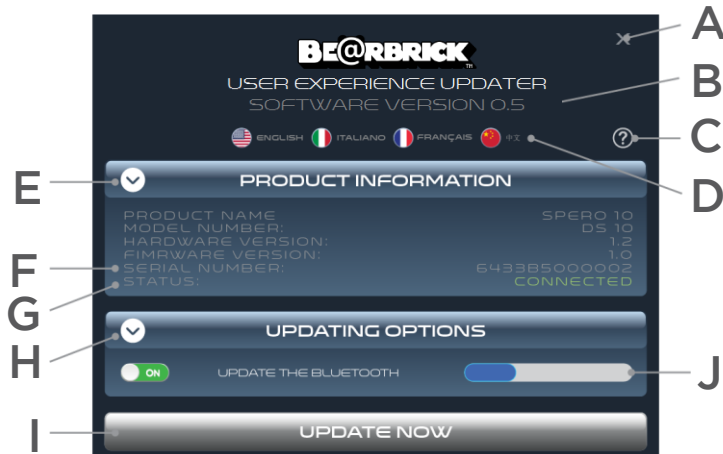 A
BE@RBRICK™
USER EXPERIENCE UPDATER
B
SOFTWARE VERSION 0.5
ENGLISH ITALIANO FRANÇAIS 中文
C
D
E
PRODUCT INFORMATION
PRODUCT NAME SPERO 10
MODEL NUMBER: DS 10
HARDWARE VERSION: 1.2
FIMRWARE VERSION: 1.0
F
SERIAL NUMBER: 6433B5000002
G
STATUS: CONNECTED
H
UPDATING OPTIONS
ON UPDATE THE BLUETOOTH
J
I
UPDATE NOW